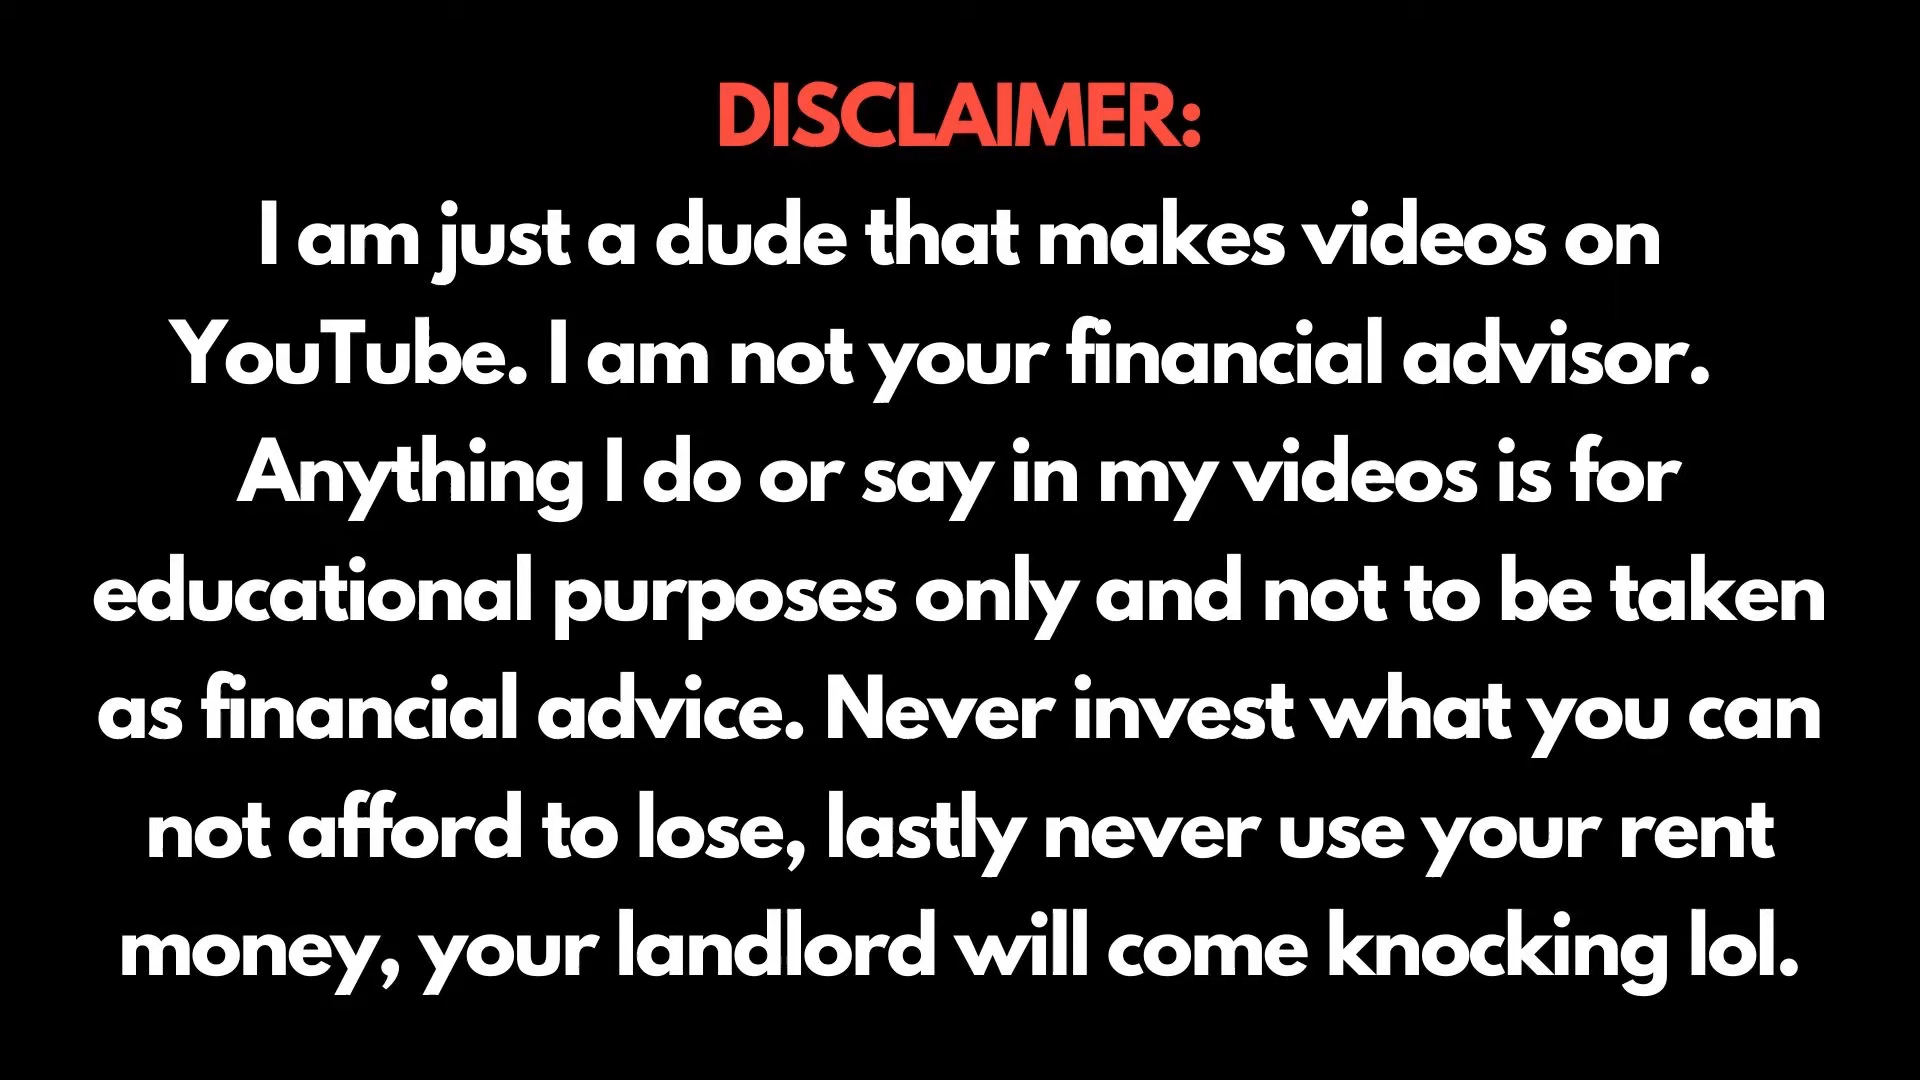 DISCLAIMER:
I am just a dude that makes videos on
YouTube. I am not your financial advisor.
Anything I do or say in my videos is for
educational purposes only and not to be taken
as financial advice. Never invest what you can
not afford to lose, lastly never use your rent
money, your landlord will come knocking lol.